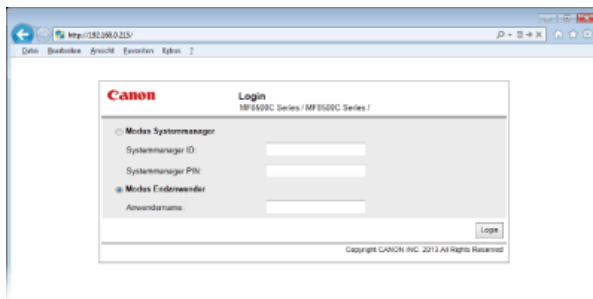 http://192.168.0.215/
Datei Bearbeiten Ansicht Favoriten Extras ?
Canon
Login
MF8500C Series / MF8500C Series /
Modus Systemmanager
Systemmanager ID:
Systemmanager PIN:
Modus Endanwender
Anwendername:
Login
Copyright CANON INC. 2013 All Rights Reserved